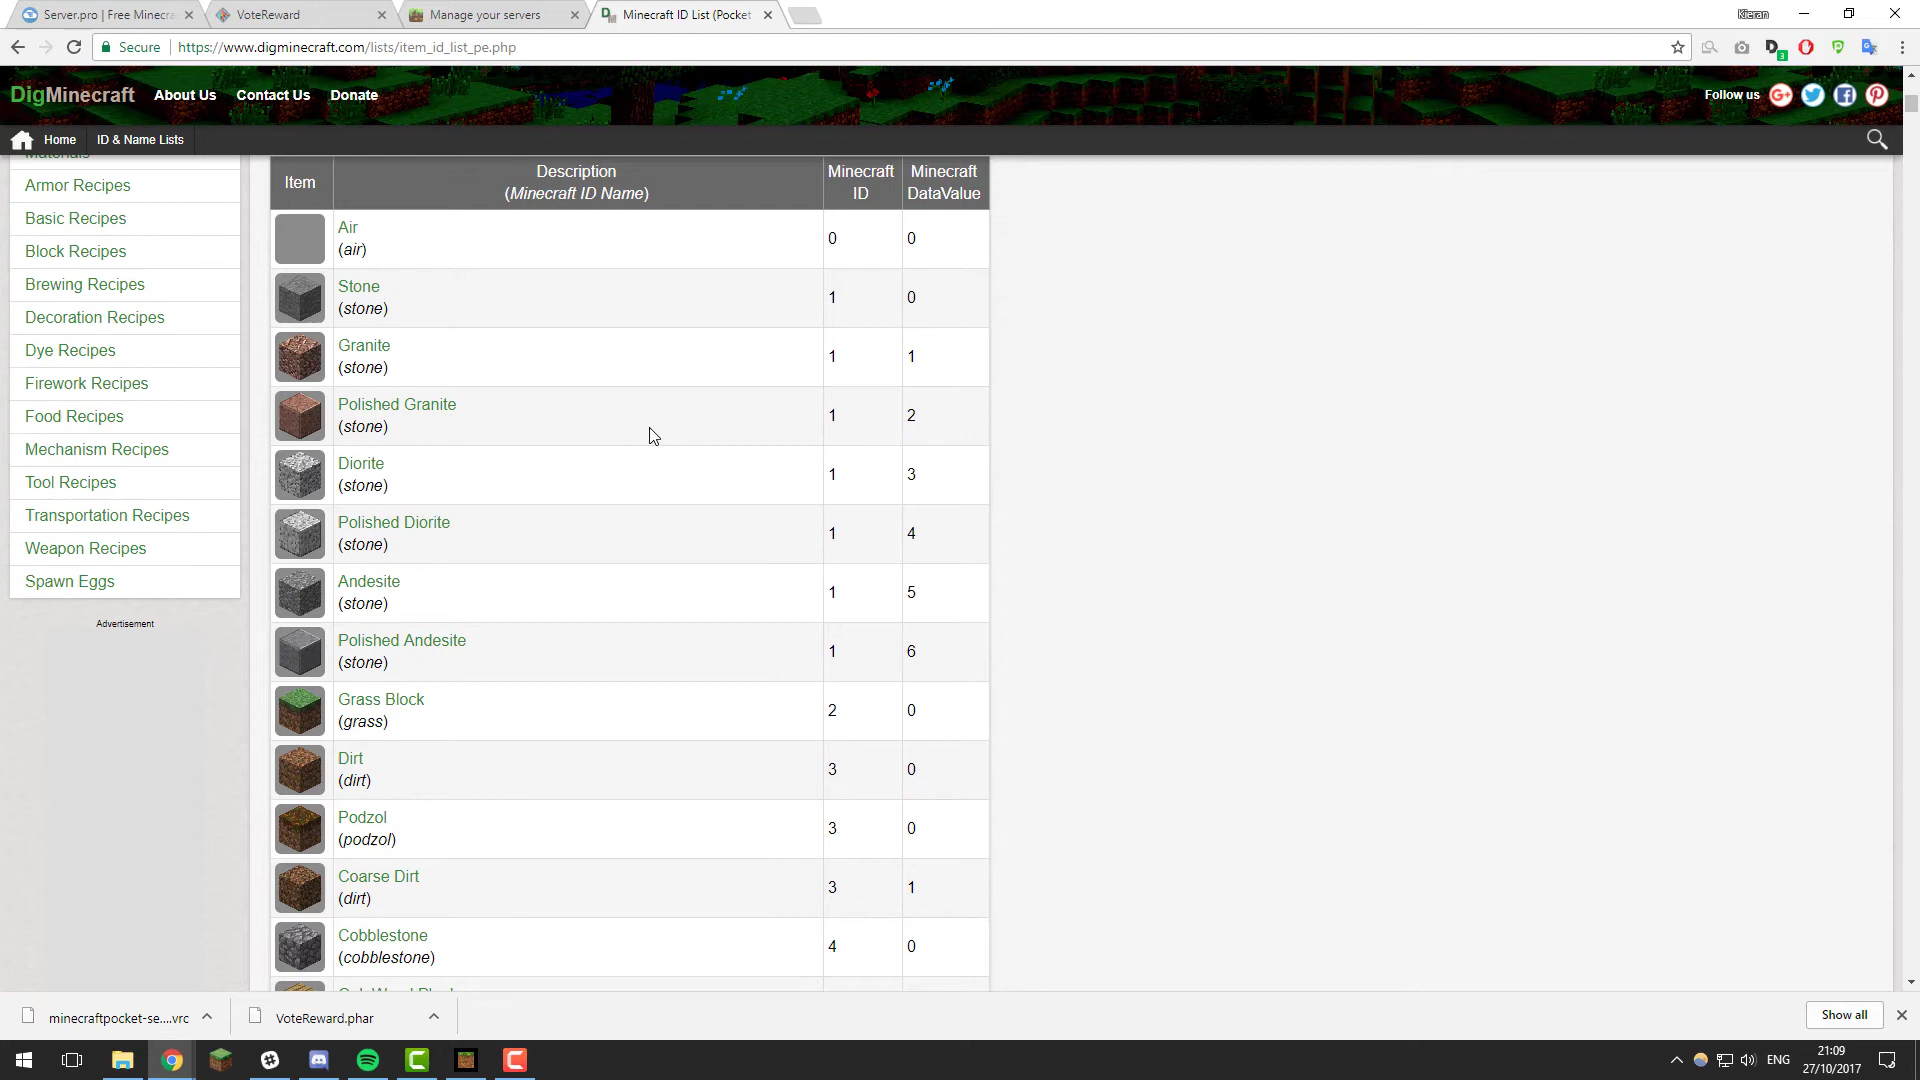 Server.pro | Free Minecra
VoteReward
Manage your servers
Minecraft ID List (Pocket
Kieran
Secure
https://www.digminecraft.com/lists/item_id_list_pe.php
3
DigMinecraft
About Us
Contact Us
Donate
Follow us
Home
ID & Name Lists
Materials
Armor Recipes
Basic Recipes
Block Recipes
Brewing Recipes
Decoration Recipes
Dye Recipes
Firework Recipes
Food Recipes
Mechanism Recipes
Tool Recipes
Transportation Recipes
Weapon Recipes
Spawn Eggs
Advertisement
Item
Description
(Minecraft ID Name)
Minecraft
ID
Minecraft
DataValue
Air
(air)
0
0
Stone
(stone)
1
0
Granite
(stone)
1
1
Polished Granite
(stone)
1
2
Diorite
(stone)
1
3
Polished Diorite
(stone)
1
4
Andesite
(stone)
1
5
Polished Andesite
(stone)
1
6
Grass Block
(grass)
2
0
Dirt
(dirt)
3
0
Podzol
(podzol)
3
0
Coarse Dirt
(dirt)
3
1
Cobblestone
(cobblestone)
4
0
minecraftpocket-se....vrc
VoteReward.phar
Show all
ENG
21:09
27/10/2017